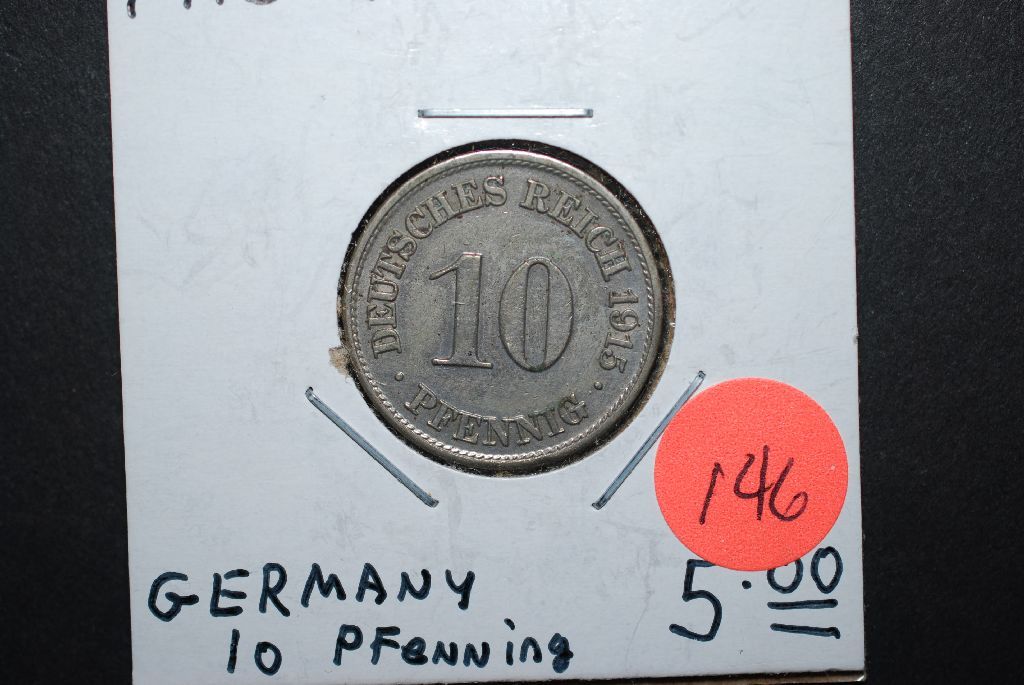 DEUTSCHES REICH 1915
10
· PFENNIG ·
146
5.00
GERMANY
10 PFenning